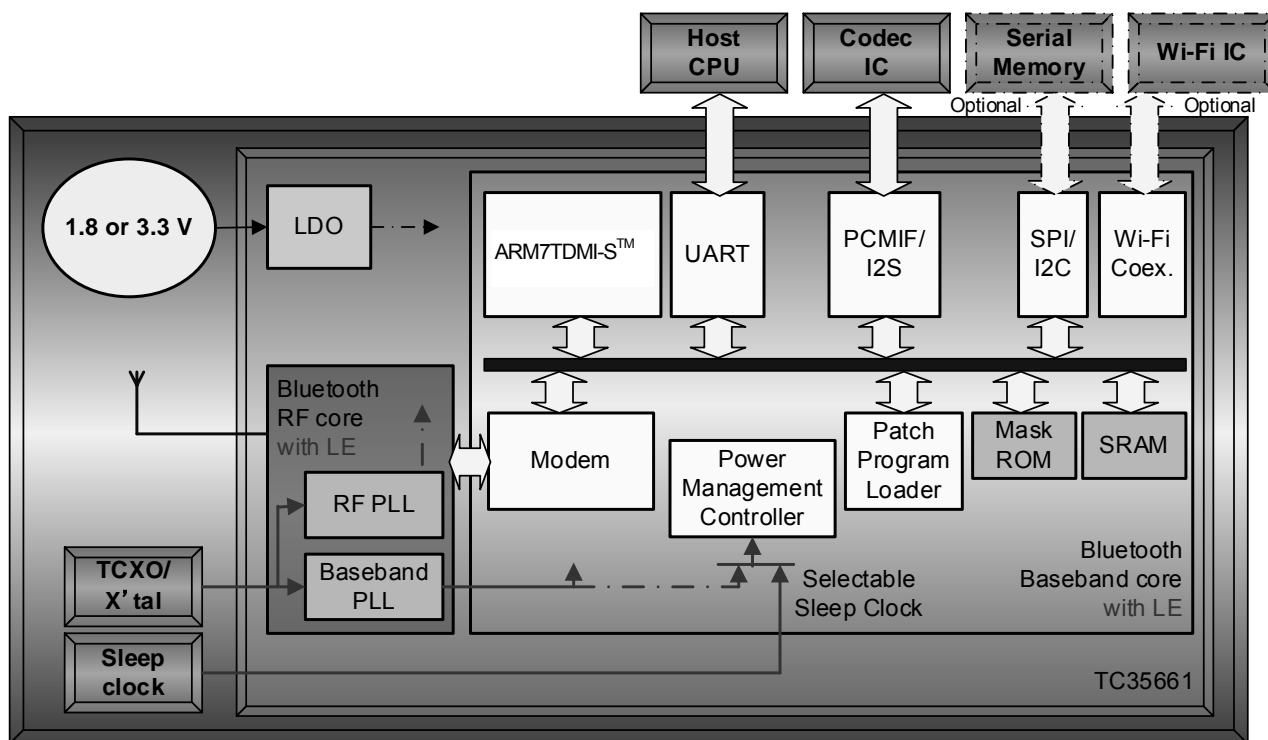 Host
CPU
Codec
IC
Serial
Memory
Wi-Fi IC
Optional
Optional
1.8 or 3.3 V
LDO
ARM7TDMI-S™
UART
PCMIF/
I2S
SPI/
I2C
Wi-Fi
Coex.
Bluetooth
RF core
with LE
Modem
Power
Management
Controller
Patch
Program
Loader
Mask
ROM
SRAM
RF PLL
Baseband
PLL
TCXO/
X'tal
Selectable
Sleep Clock
Bluetooth
Baseband core
with LE
Sleep
clock
TC35661